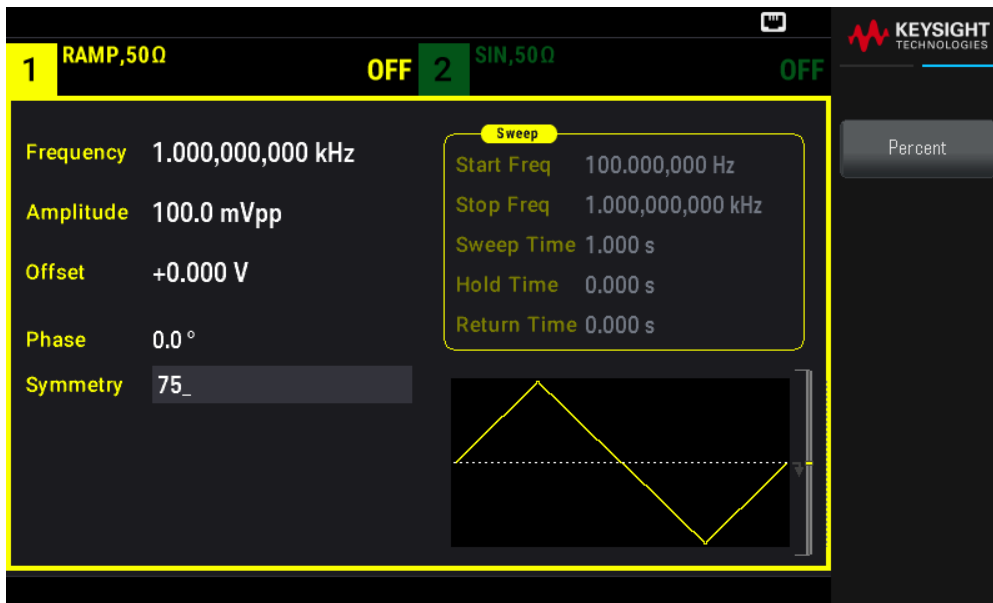 KEYSIGHT
TECHNOLOGIES
1 RAMP,50Ω OFF 2 SIN,50Ω OFF
Frequency 1.000,000,000 kHz
Amplitude 100.0 mVpp
Offset +0.000 V
Phase 0.0 °
Symmetry 75_
Sweep
Start Freq 100.000,000 Hz
Stop Freq 1.000,000,000 kHz
Sweep Time 1.000 s
Hold Time 0.000 s
Return Time 0.000 s
Percent